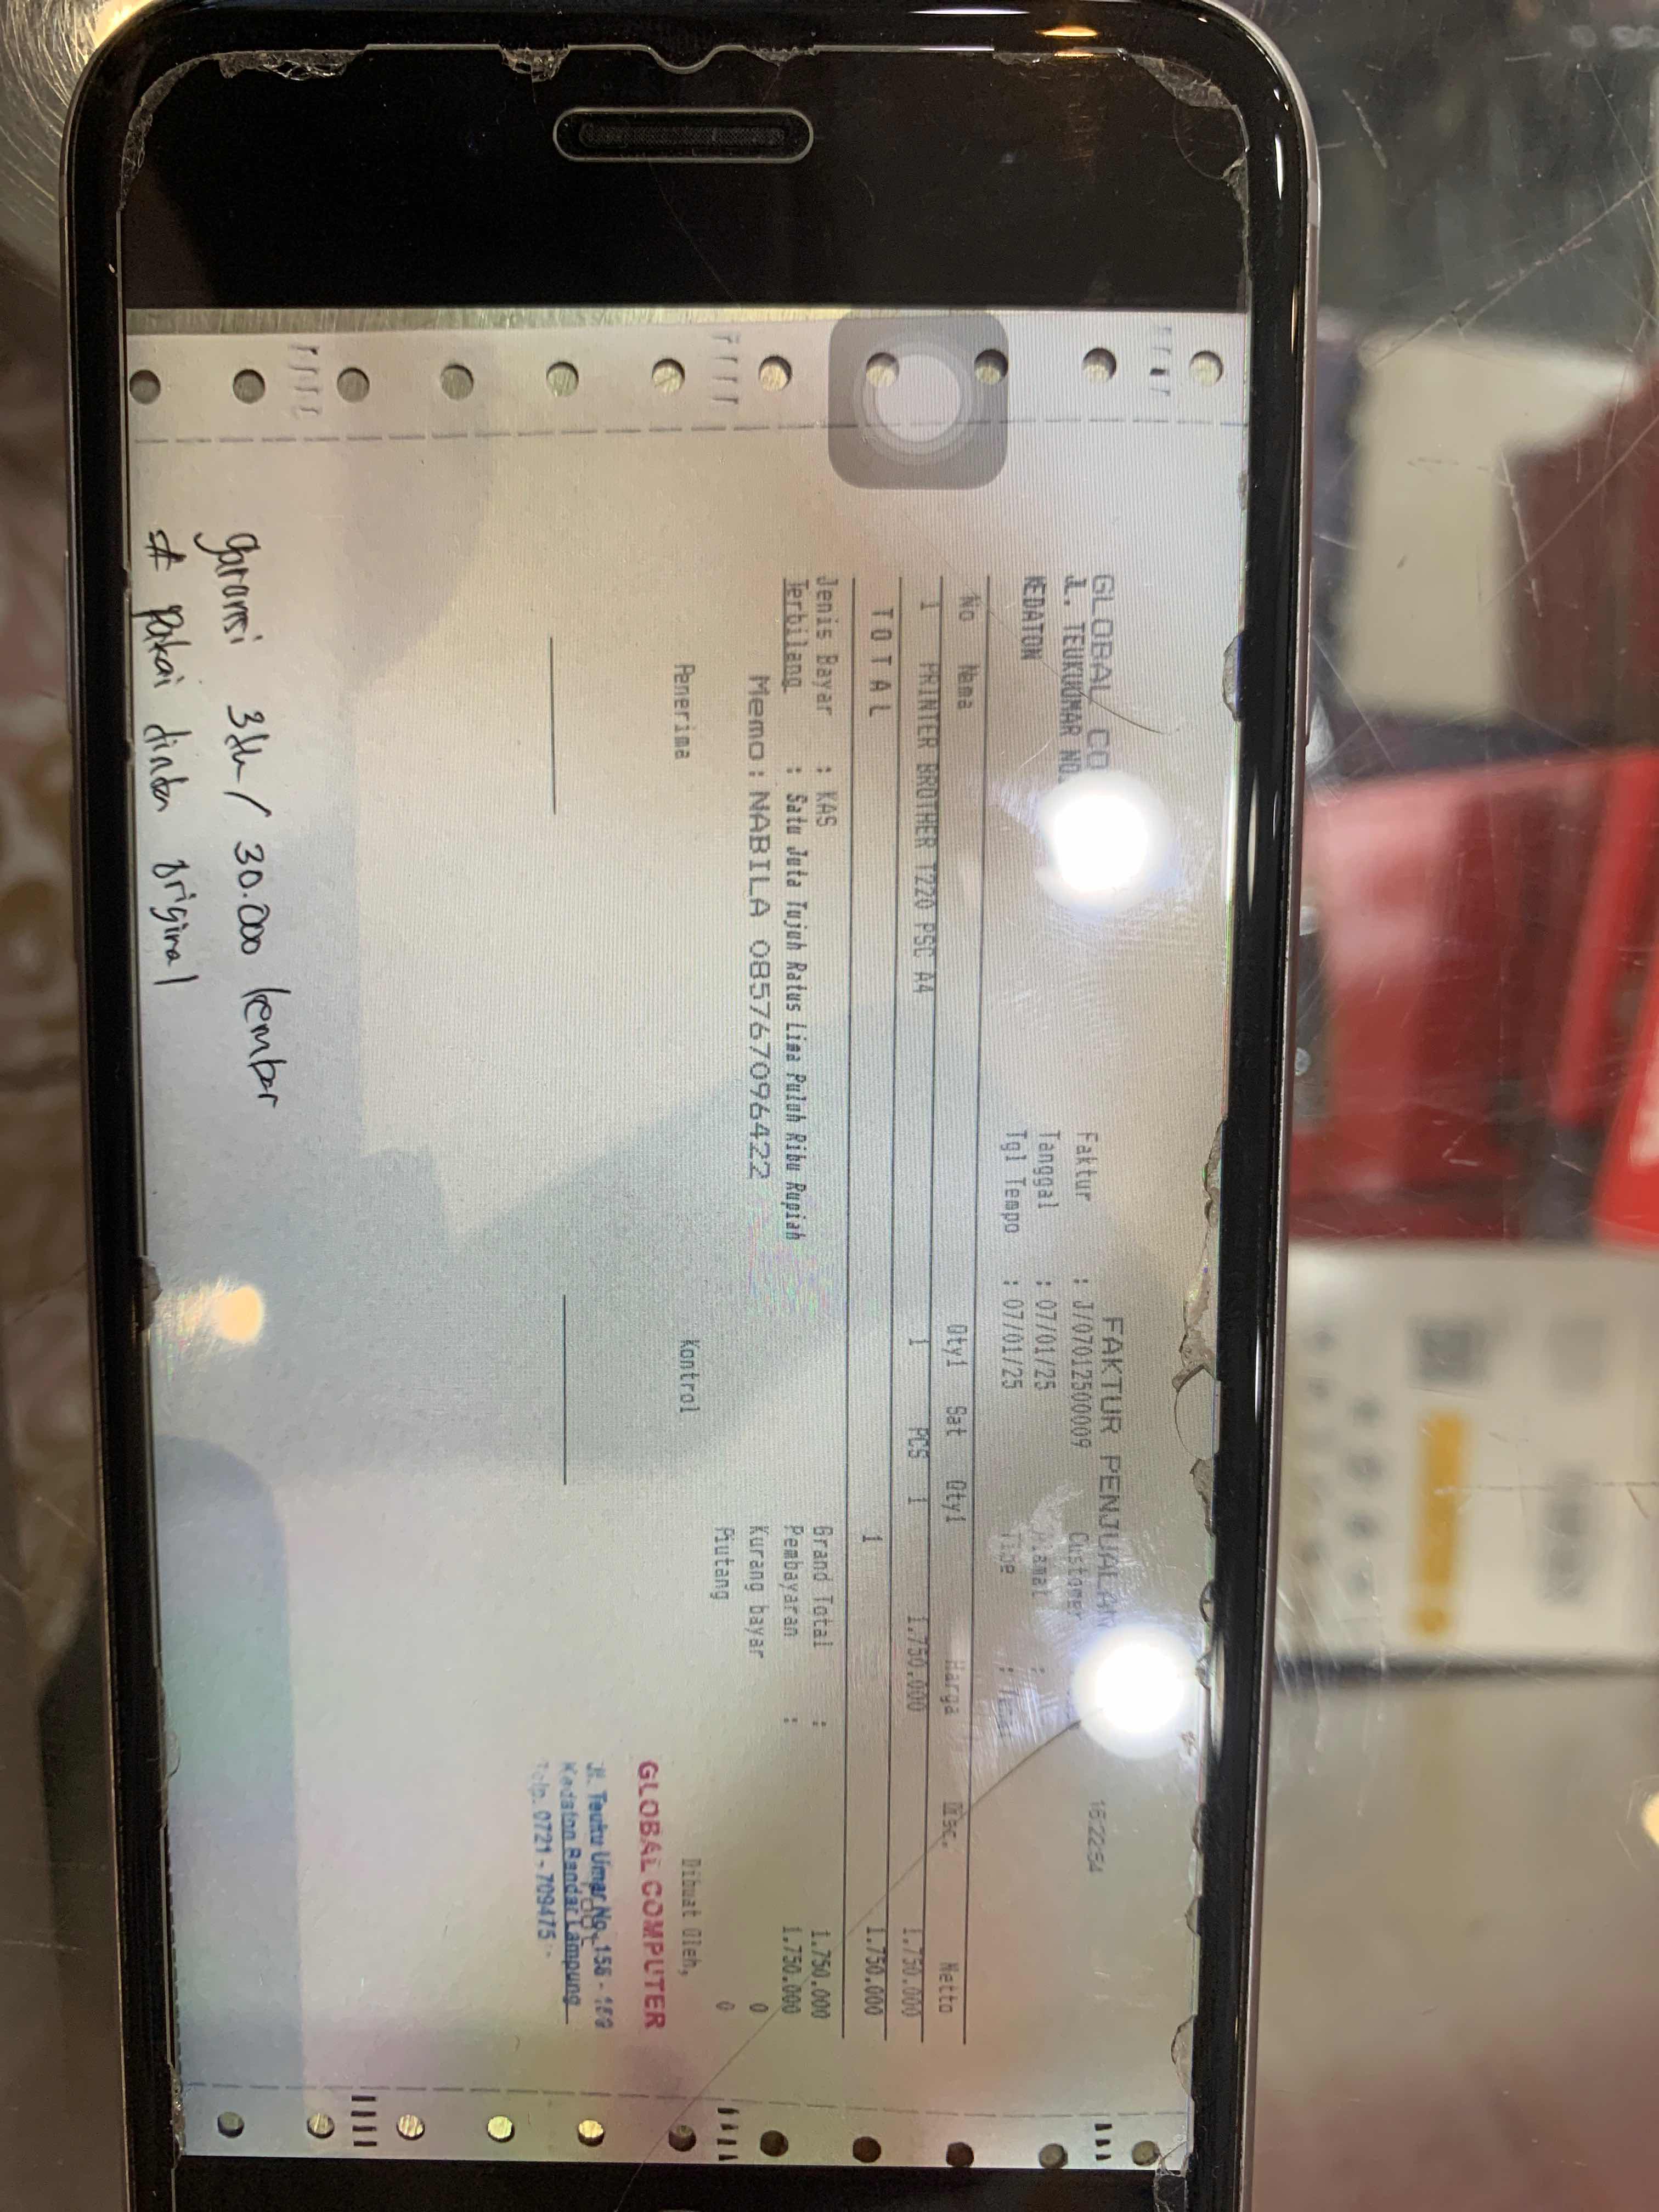 GLOBAL CO
JL. TEUKUUMAR NO.
KEDATON
FAKTUR PENJUALAN
16:22:54
Faktur : J/07012500009
Tanggal : 07/01/25
Tgl Tempo : 07/01/25
Customer
Alamat :
Tipe :
No Nama Qty1 Sat Qty1 Harga Disc. Netto
1 PRINTER BROTHER T220 PSC A4 1 PCS 1 1.750.000 1.750.000
T O T A L 1 1.750.000
Jenis Bayar : KAS
Terbilang : Satu Juta Tujuh Ratus Lima Puluh Ribu Rupiah
Memo: NABILA 085767096422
Grand Total : 1.750.000
Pembayaran : 1.750.000
Kurang bayar 0
Piutang 0
Penerima
Kontrol
Dibuat Oleh,
GLOBAL COMPUTER
Jl. Teuku Umar No. 156 -
Kedaton Bandar Lampung
Telp. 0721 - 709475
garansi 3th / 30.000 lembar
# pakai tinta original